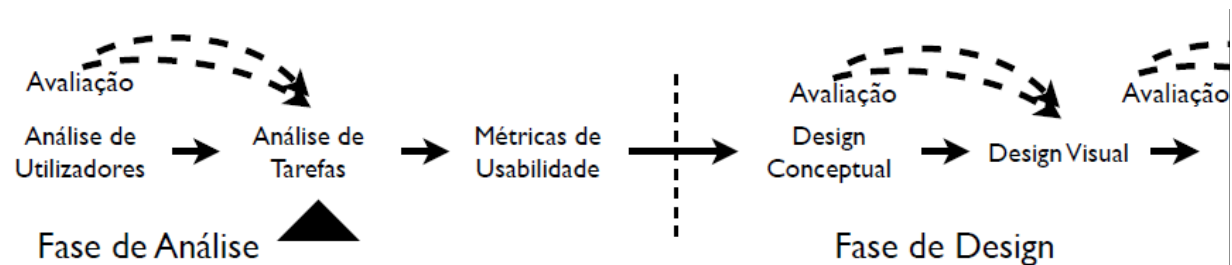 Avaliação
Análise de
Utilizadores
Análise de
Tarefas
Métricas de
Usabilidade
Fase de Análise
Avaliação
Design
Conceptual
Design Visual
Avaliação
Fase de Design